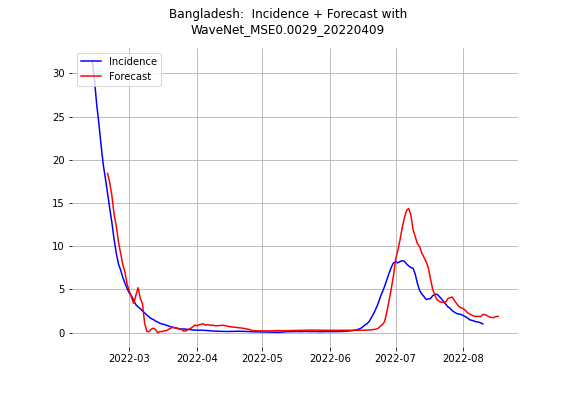 Bangladesh:  Incidence + Forecast with
WaveNet_MSE0.0029_20220409
Incidence
Forecast
30
25
20
15
10
5
0
2022-03 2022-04 2022-05 2022-06 2022-07 2022-08